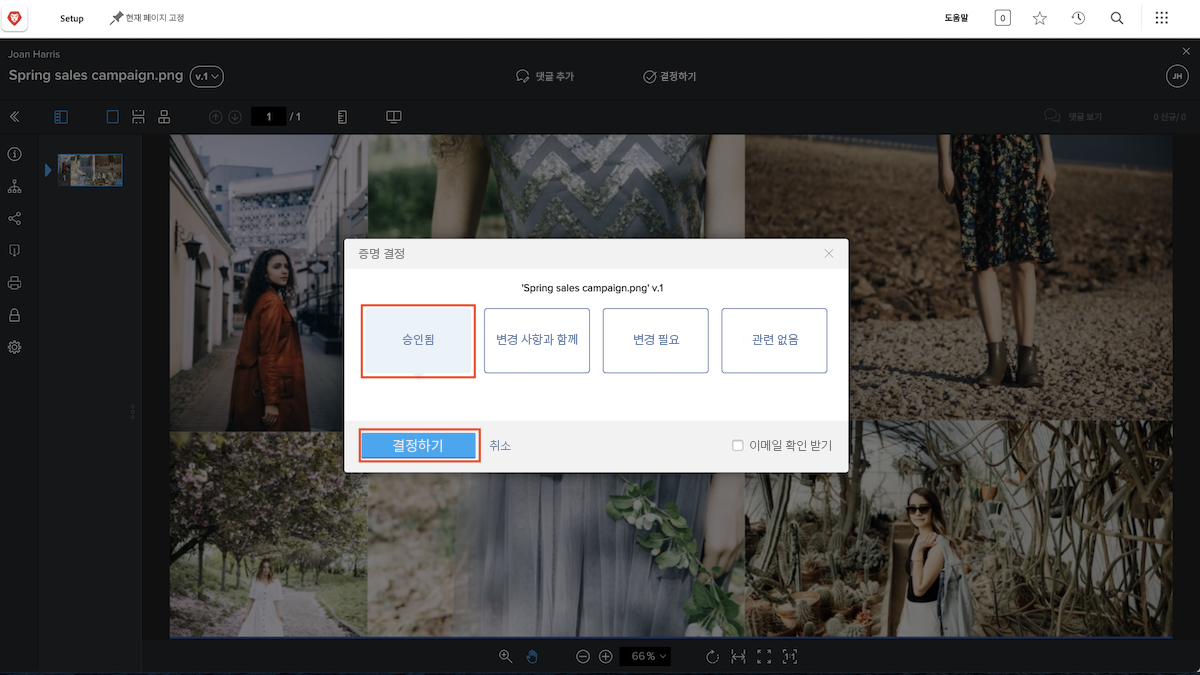 Setup
현재 페이지 고정
도움말
0
Joan Harris
Spring sales campaign.png
v.1
댓글 추가
결정하기
JH
1 / 1
댓글 보기
0 신규/ 0
1
증명 결정
'Spring sales campaign.png' v.1
승인됨
변경 사항과 함께
변경 필요
관련 없음
결정하기
취소
이메일 확인 받기
66%
1:1